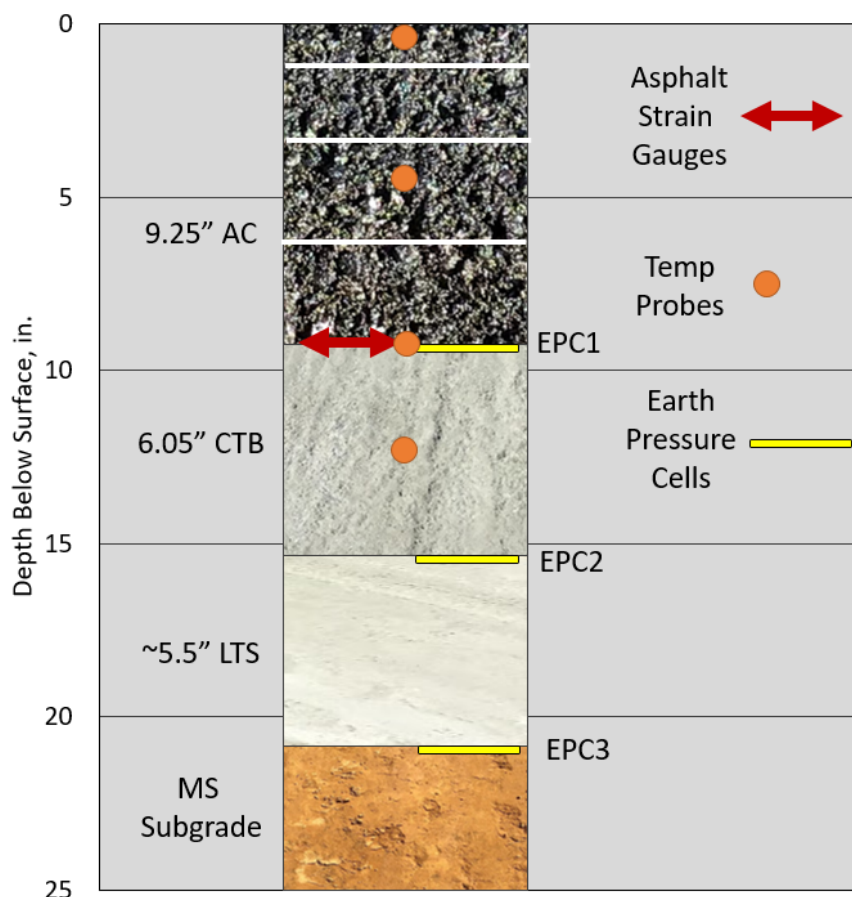 Depth Below Surface, in.
0
5
10
15
20
25
9.25” AC
6.05” CTB
~5.5” LTS
MS
Subgrade
EPC1
EPC2
EPC3
Asphalt
Strain
Gauges
Temp
Probes
Earth
Pressure
Cells